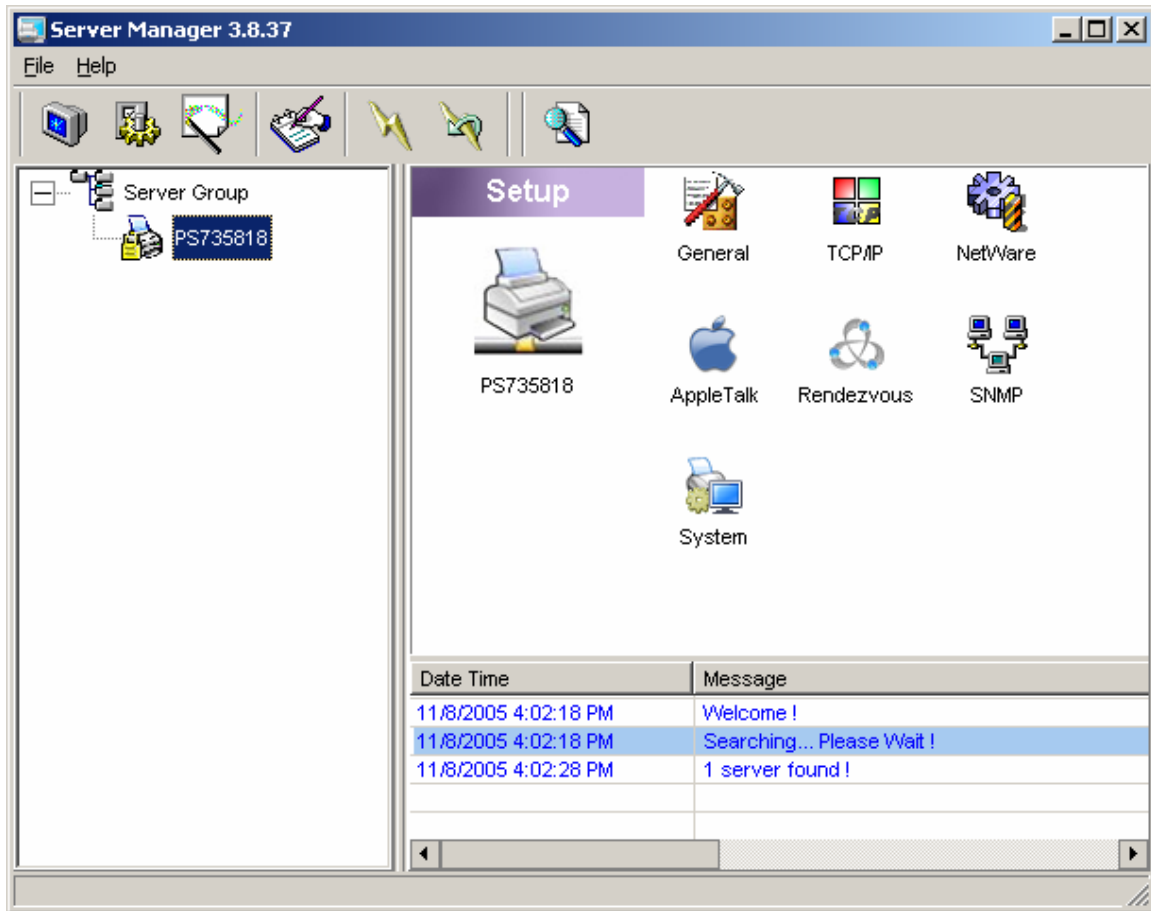 Server Manager 3.8.37
File Help
Server Group
PS735818
Setup
PS735818
General
TCP/IP
NetWare
AppleTalk
Rendezvous
SNMP
System
Date Time Message
11/8/2005 4:02:18 PM Welcome !
11/8/2005 4:02:18 PM Searching... Please Wait !
11/8/2005 4:02:28 PM 1 server found !